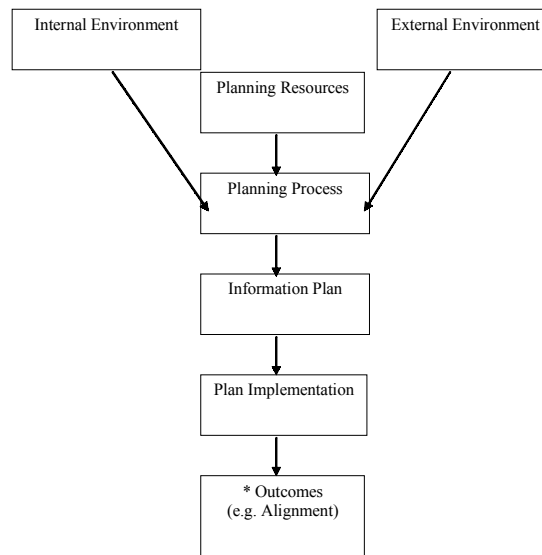 Internal Environment
External Environment
Planning Resources
Planning Process
Information Plan
Plan Implementation
* Outcomes
(e.g. Alignment)